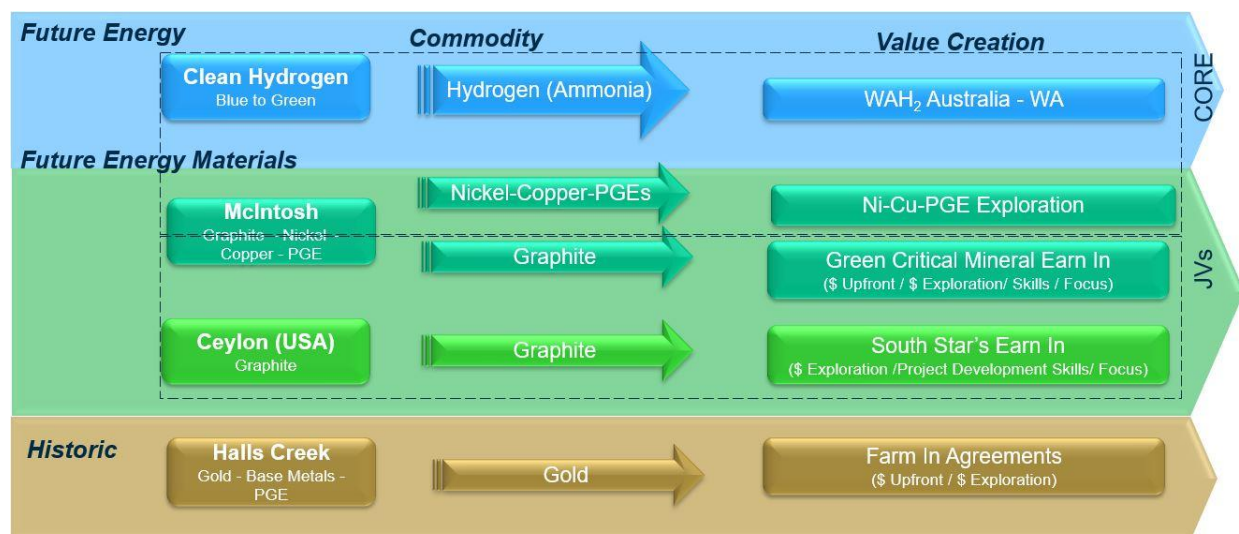 Future Energy
Commodity
Value Creation
Clean Hydrogen
Blue to Green
Hydrogen (Ammonia)
WAH₂ Australia - WA
CORE
Future Energy Materials
McIntosh
Graphite - Nickel -
Copper - PGE
Nickel-Copper-PGEs
Ni-Cu-PGE Exploration
Graphite
Green Critical Mineral Earn In
($ Upfront / $ Exploration/ Skills / Focus)
JVs
Ceylon (USA)
Graphite
Graphite
South Star's Earn In
($ Exploration /Project Development Skills/ Focus)
Historic
Halls Creek
Gold - Base Metals -
PGE
Gold
Farm In Agreements
($ Upfront / $ Exploration)